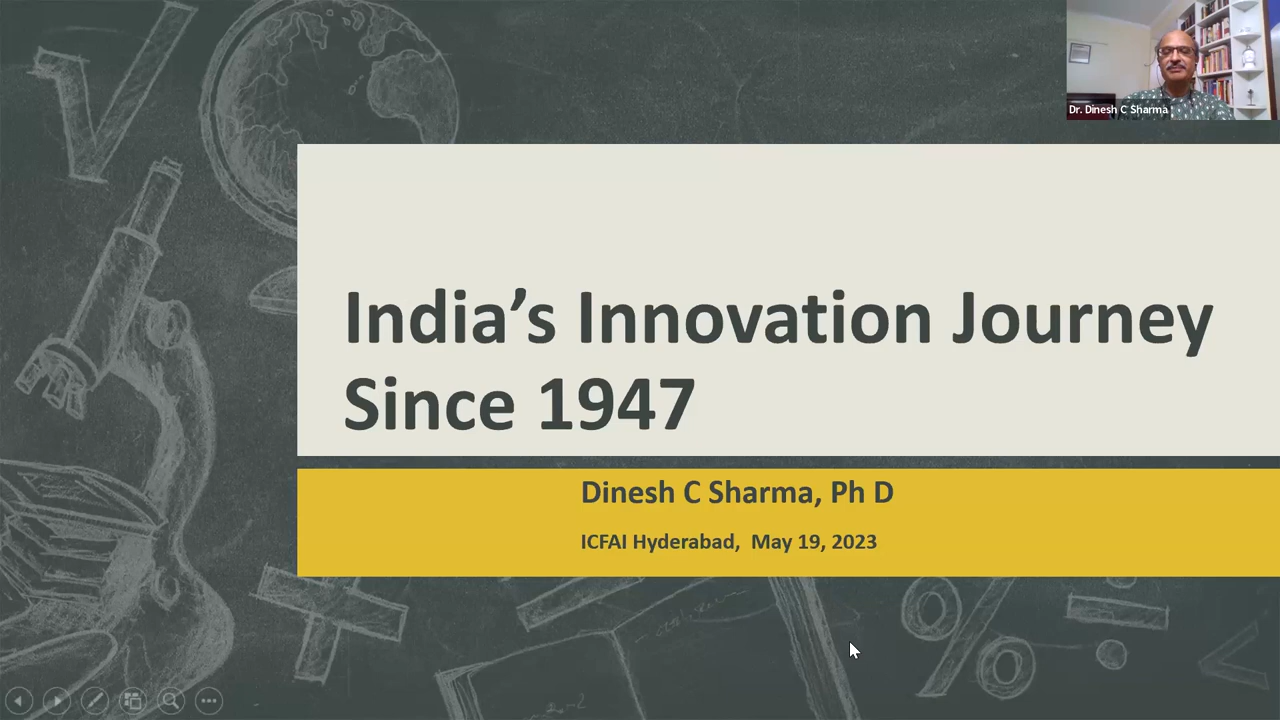 Dr. Dinesh C Sharma
India’s Innovation Journey
Since 1947
Dinesh C Sharma, Ph D
ICFAI Hyderabad,  May 19, 2023